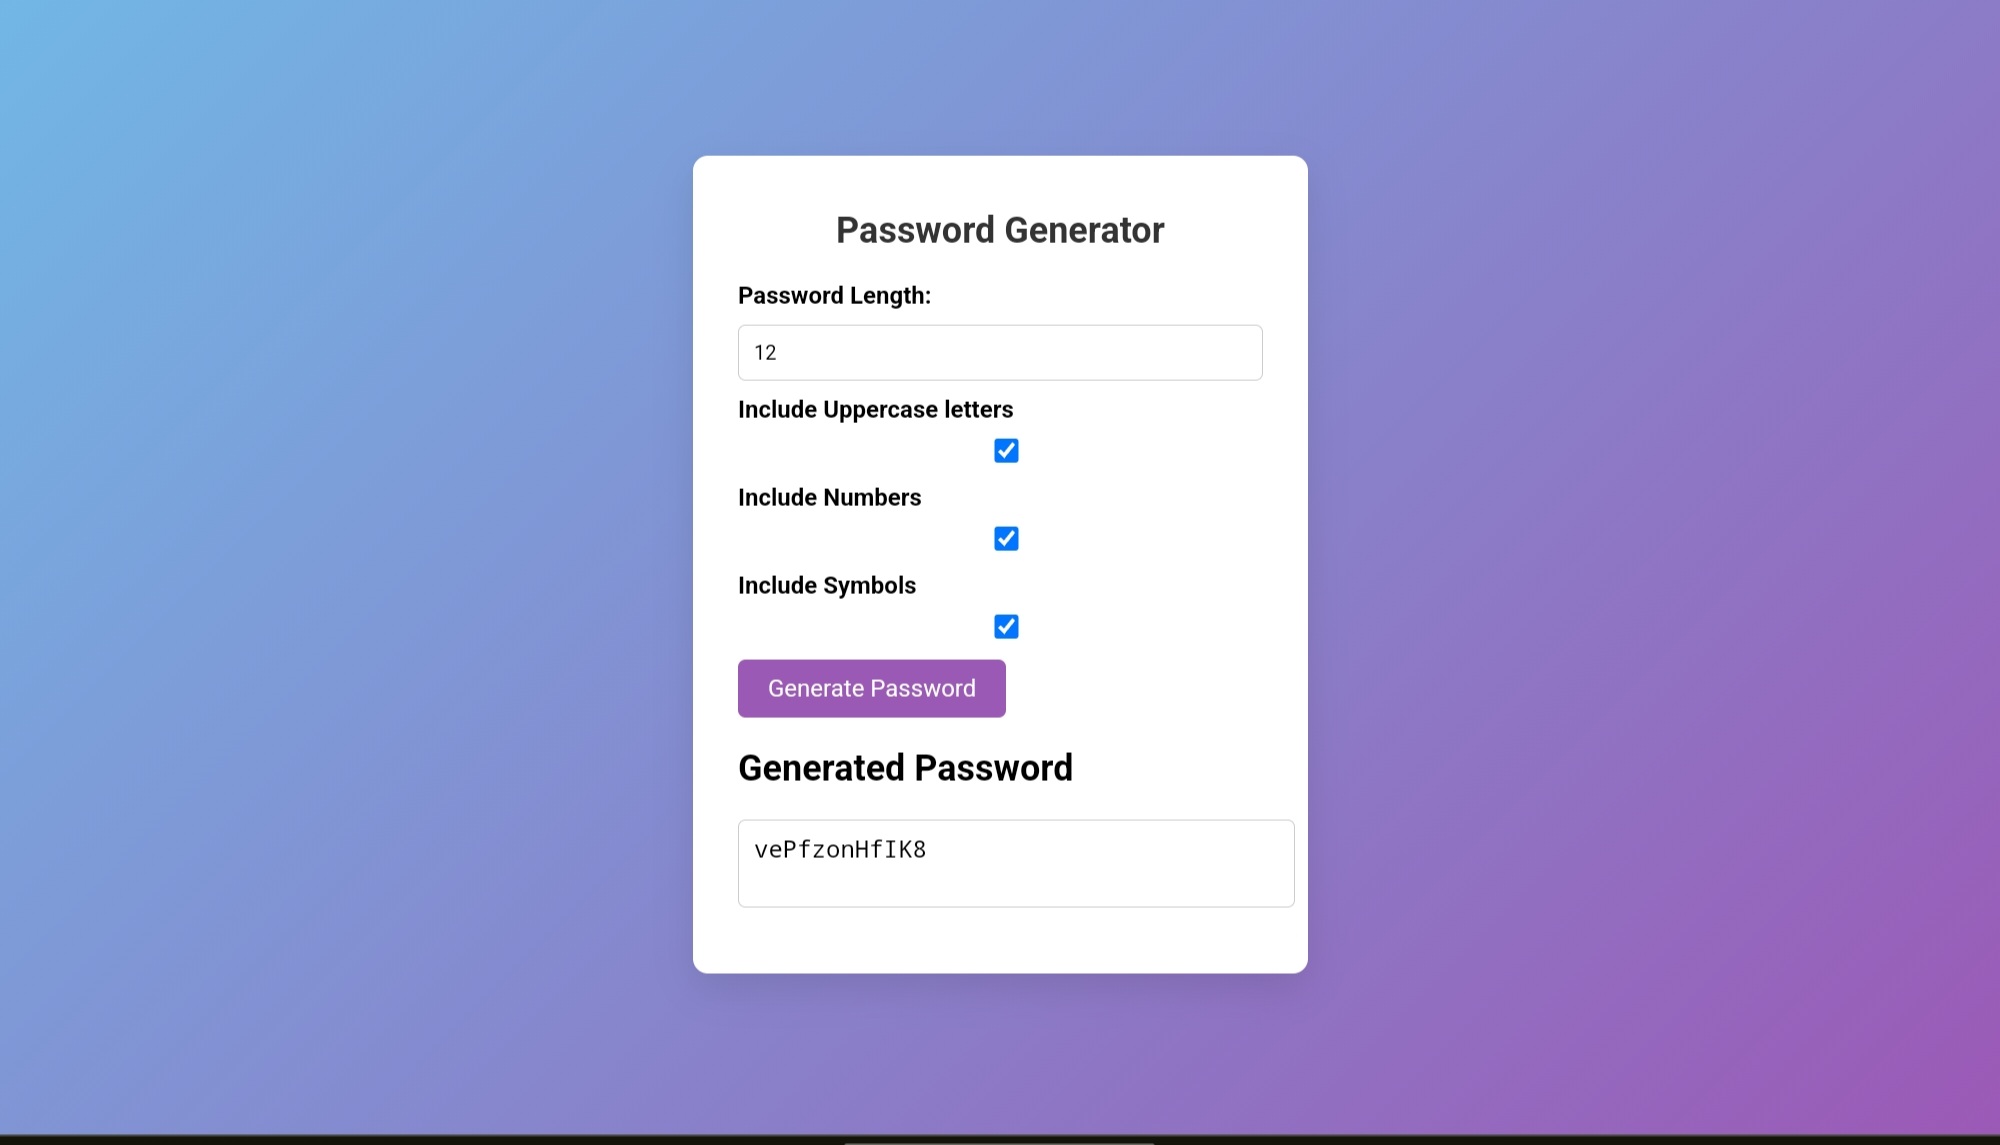 Password Generator
Password Length:
12
Include Uppercase letters
Include Numbers
Include Symbols
Generate Password
Generated Password
vePfzonHfIK8